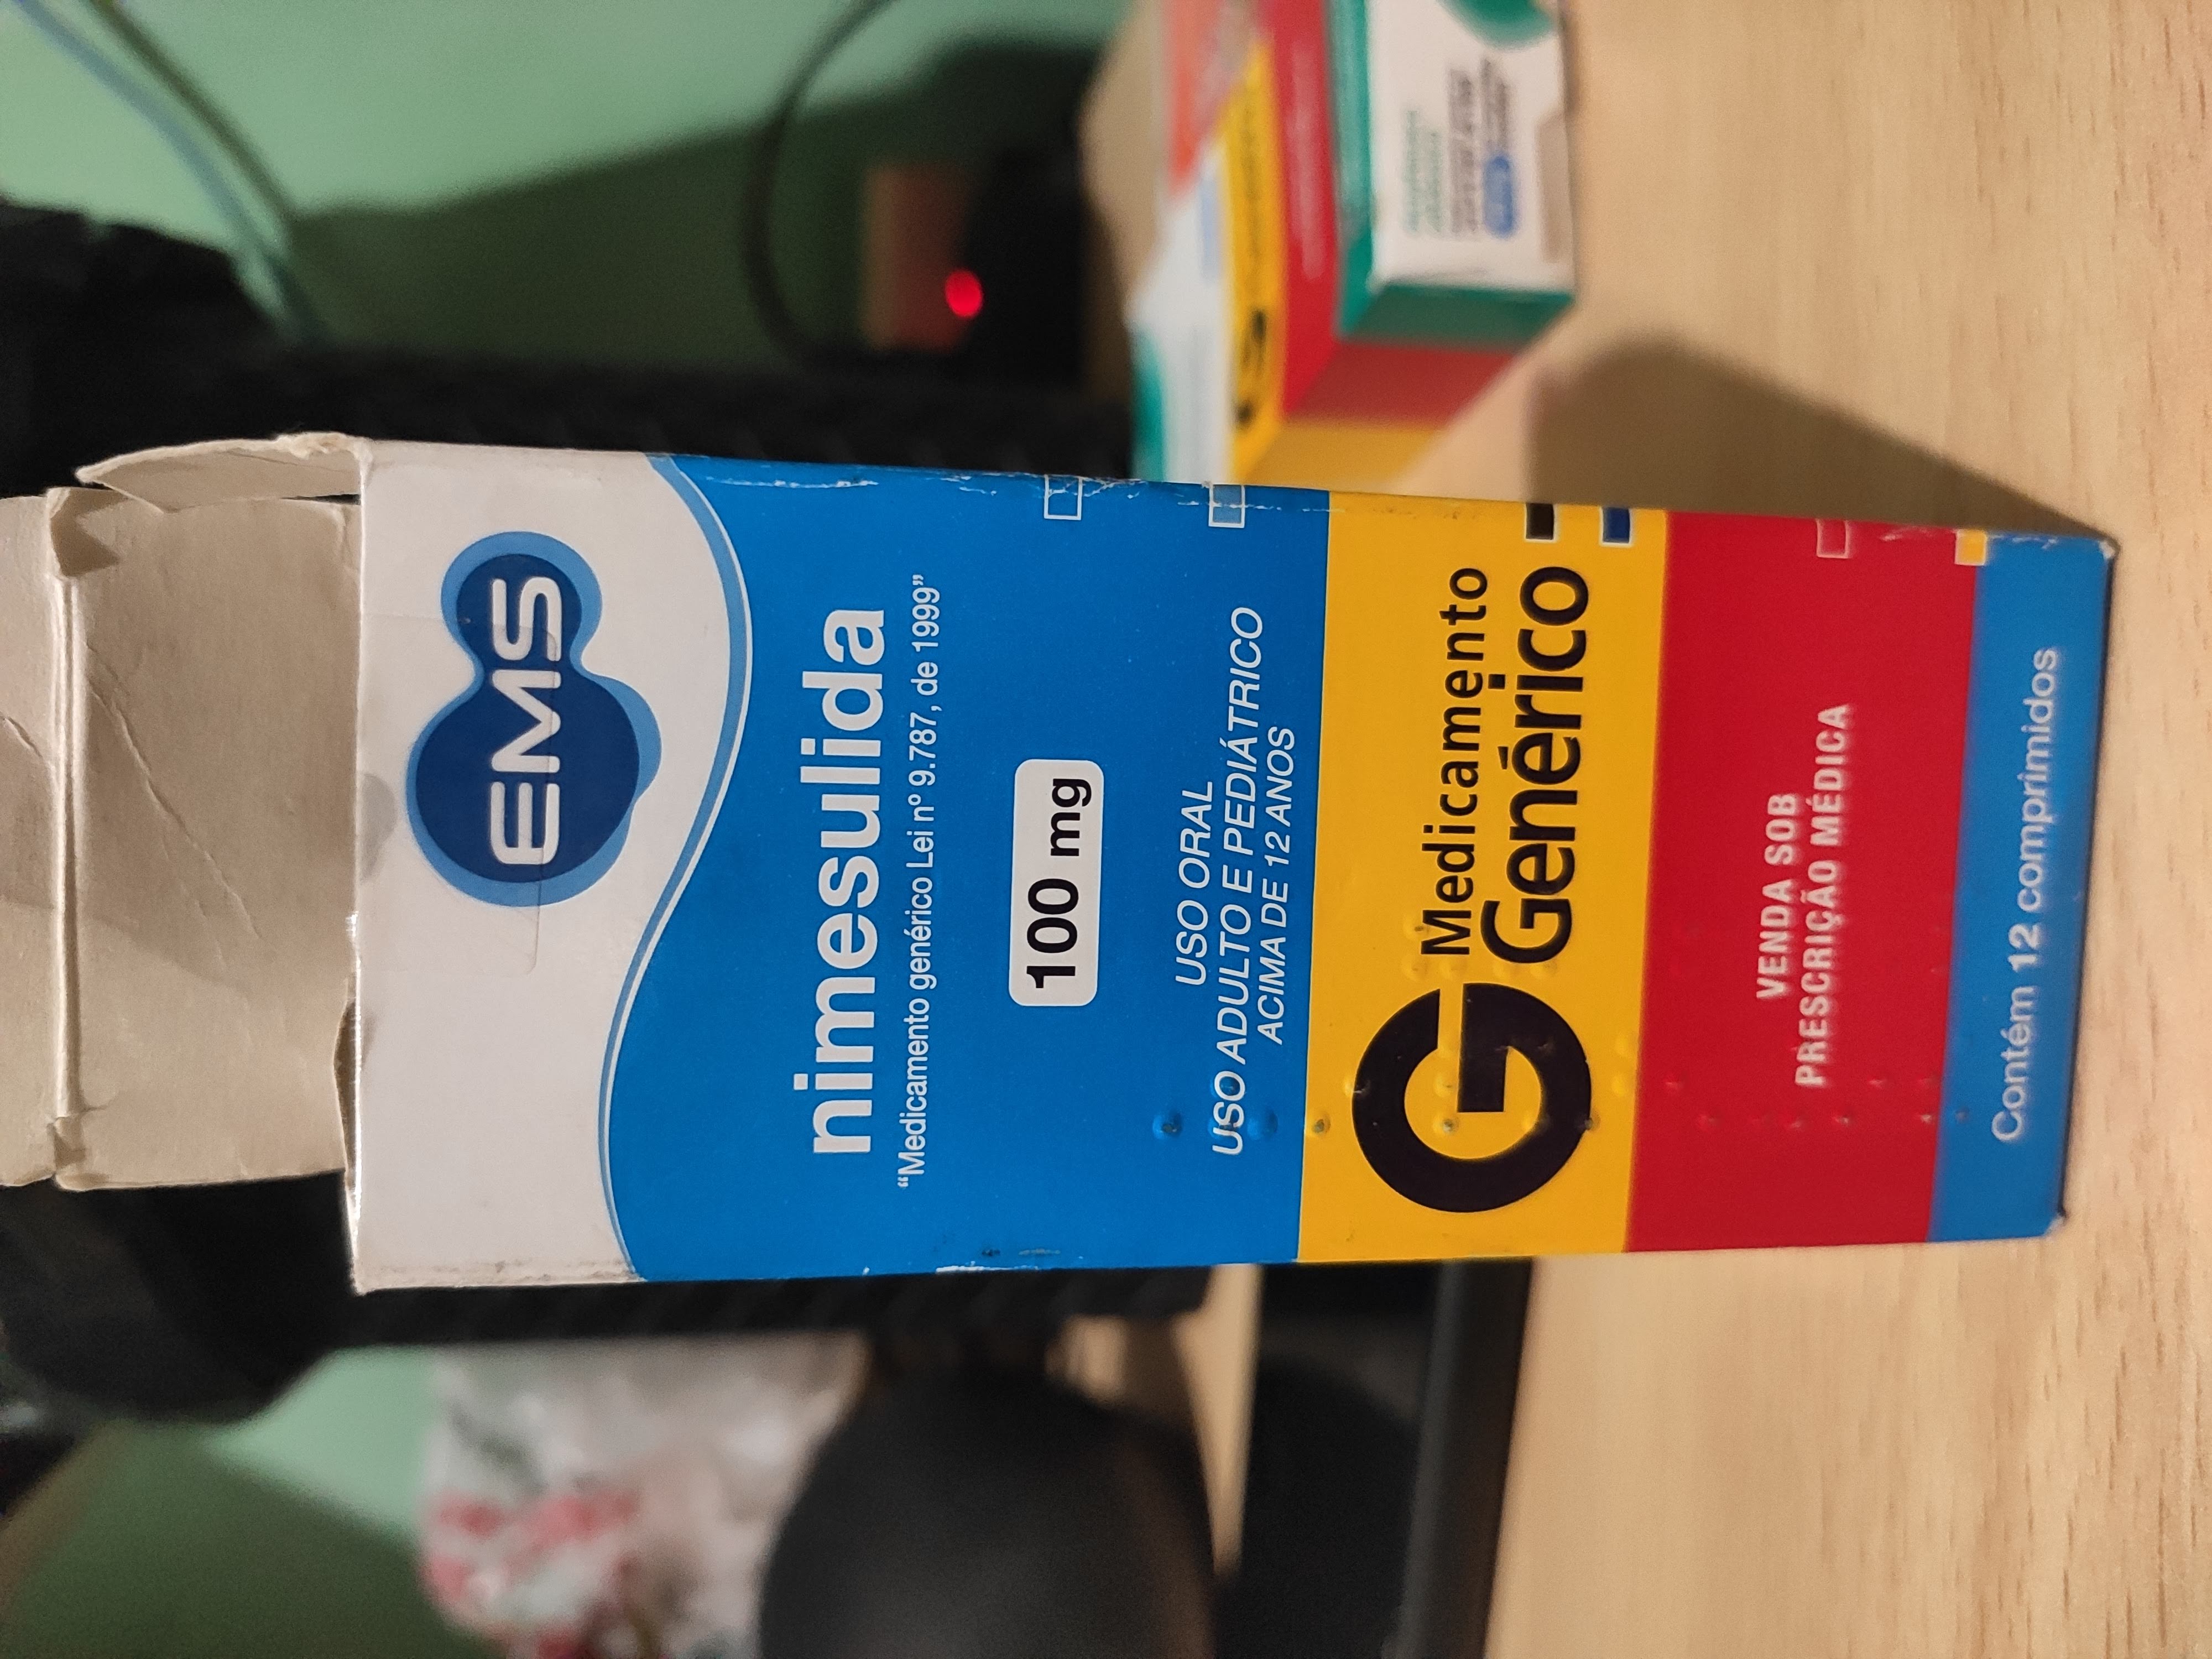 EMS
nimesulida
“Medicamento genérico Lei nº 9.787, de 1999”
100 mg
USO ORAL
USO ADULTO E PEDIÁTRICO
ACIMA DE 12 ANOS
G Medicamento
Genérico
VENDA SOB
PRESCRIÇÃO MÉDICA
Contém 12 comprimidos